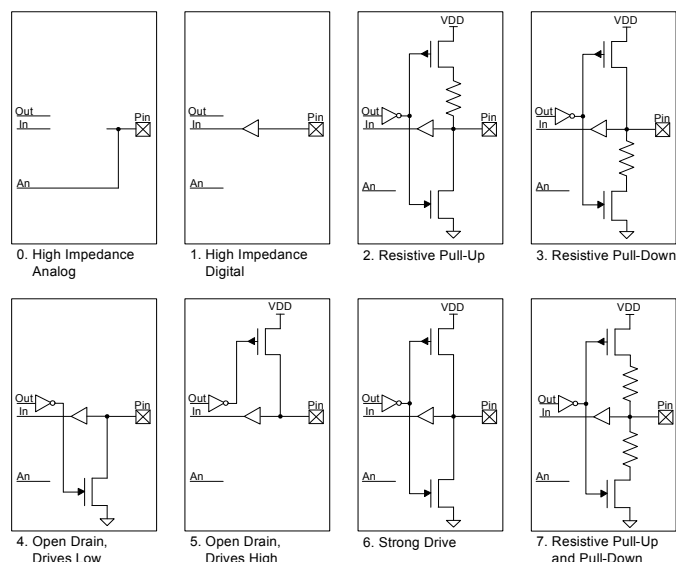 Out
In
Pin
An
0. High Impedance
Analog
Out
In
Pin
An
1. High Impedance
Digital
VDD
Out
In
Pin
An
2. Resistive Pull-Up
VDD
Out
In
Pin
An
3. Resistive Pull-Down
Out
In
Pin
An
4. Open Drain,
Drives Low
VDD
Out
In
Pin
An
5. Open Drain,
Drives High
VDD
Out
In
Pin
An
6. Strong Drive
VDD
Out
In
Pin
An
7. Resistive Pull-Up
and Pull-Down